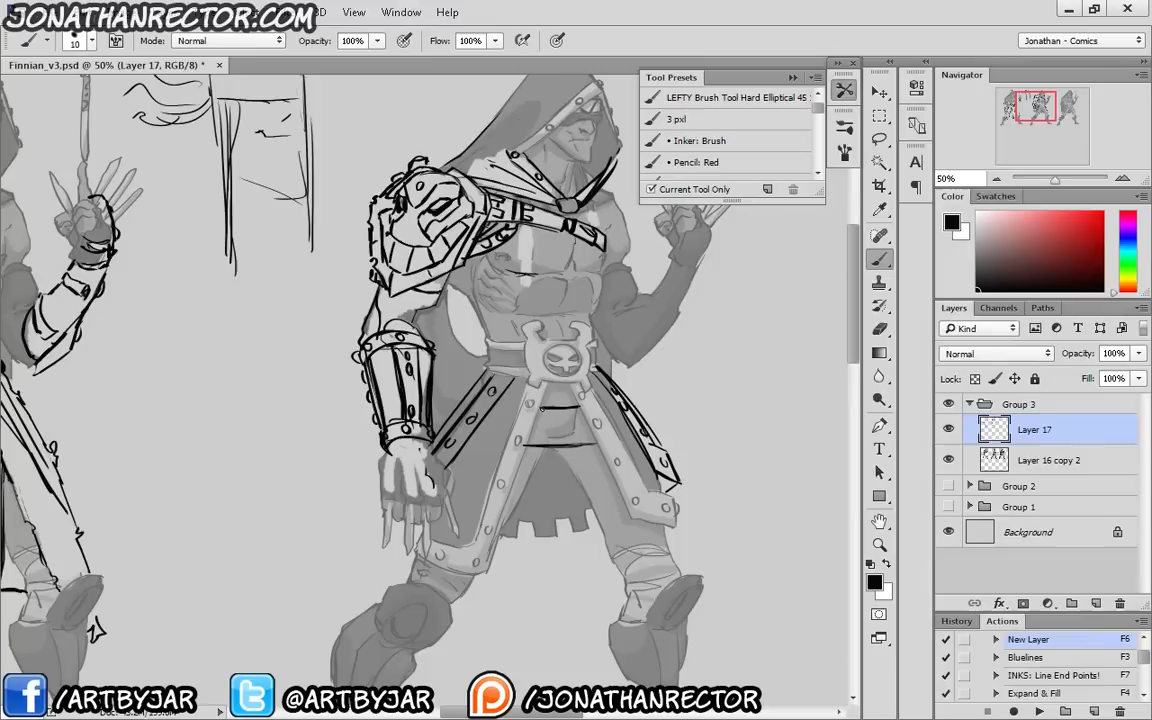 JONATHANRECTOR.COM
View
Window
Help
10
Mode:
Normal
Opacity:
100%
Flow:
100%
Jonathan - Comics
Finnian_v3.psd @ 50% (Layer 17, RGB/8) *
×
Tool Presets
LEFTY Brush Tool Hard Elliptical 45
3 pxl
• Inker: Brush
• Pencil: Red
Current Tool Only
Navigator
50%
Color
Swatches
Layers
Channels
Paths
Kind
Normal
Opacity:
100%
Lock:
Fill:
100%
Group 3
Layer 17
Layer 16 copy 2
Group 2
Group 1
Background
fx
History
Actions
New Layer
F6
Bluelines
F3
INKS: Line End Points!
F7
Expand & Fill
F4
/ARTBYJAR
@ARTBYJAR
/JONATHANRECTOR